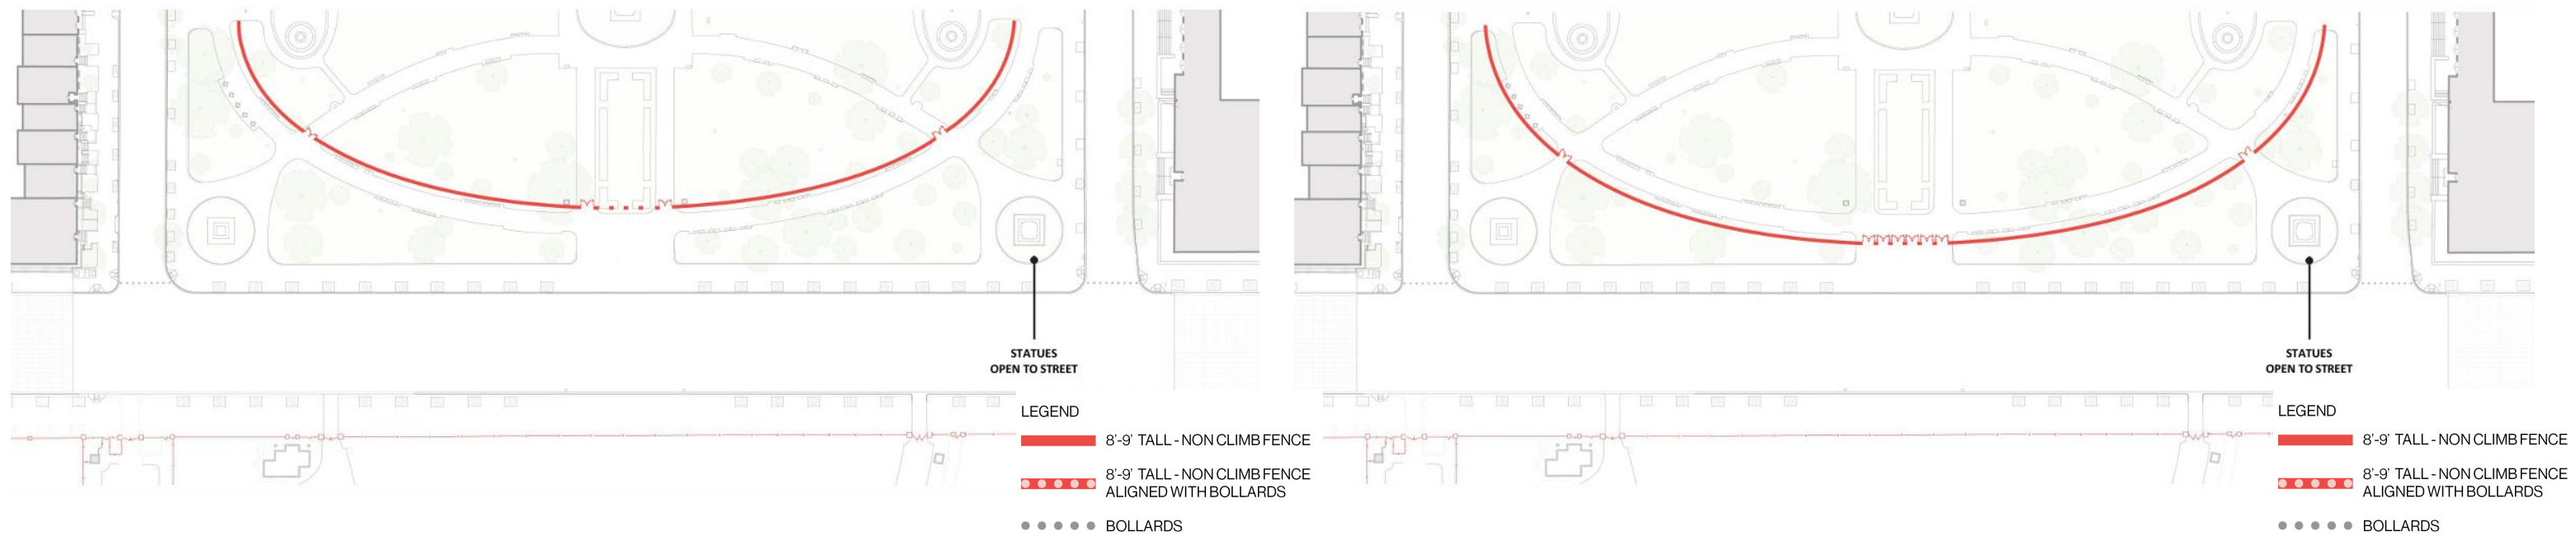 STATUES
OPEN TO STREET
LEGEND
8'-9' TALL - NON CLIMB FENCE
8'-9' TALL - NON CLIMB FENCE
ALIGNED WITH BOLLARDS
BOLLARDS
STATUES
OPEN TO STREET
LEGEND
8'-9' TALL - NON CLIMB FENCE
8'-9' TALL - NON CLIMB FENCE
ALIGNED WITH BOLLARDS
BOLLARDS